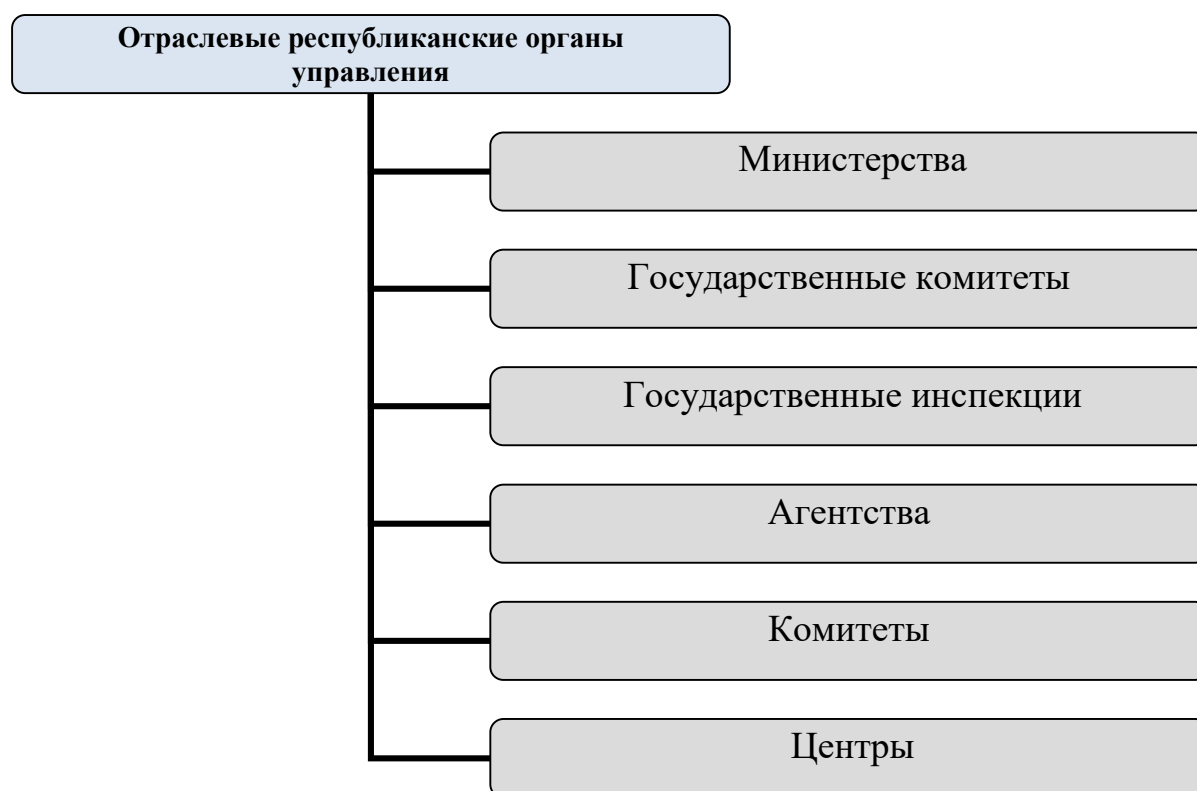 Отраслевые республиканские органы
управления
Министерства
Государственные комитеты
Государственные инспекции
Агентства
Комитеты
Центры